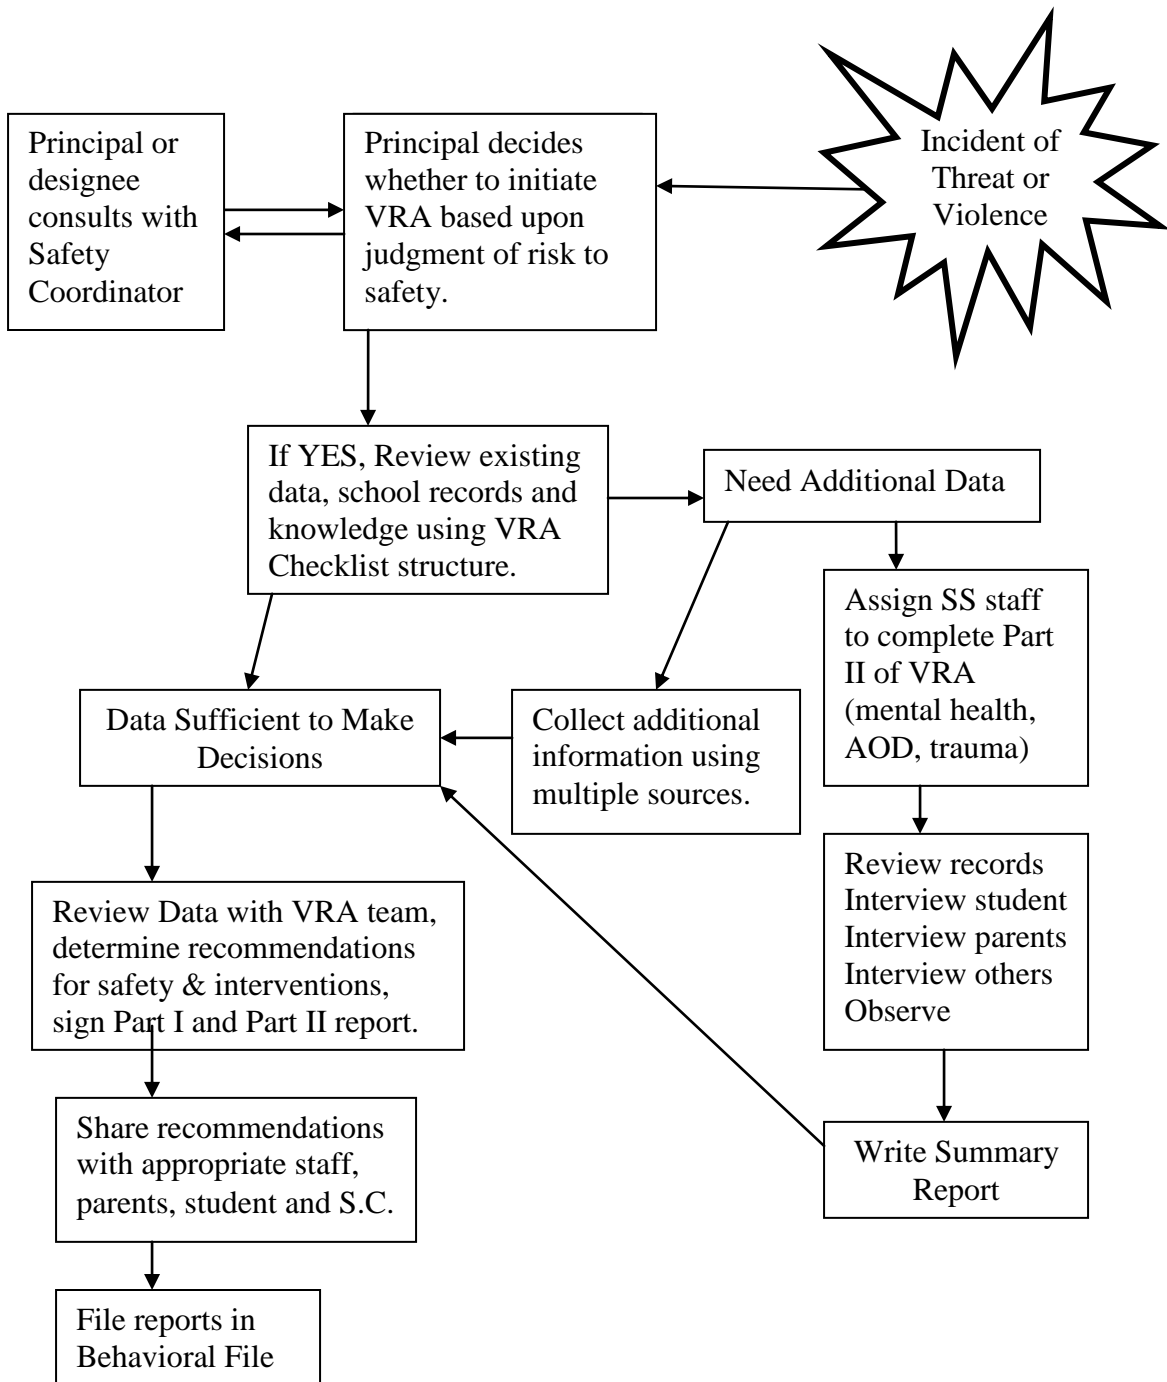 Incident of
Threat or
Violence
Principal or
designee
consults with
Safety
Coordinator
Principal decides
whether to initiate
VRA based upon
judgment of risk to
safety.
If YES, Review existing
data, school records and
knowledge using VRA
Checklist structure.
Need Additional Data
Assign SS staff
to complete Part
II of VRA
(mental health,
AOD, trauma)
Data Sufficient to Make
Decisions
Collect additional
information using
multiple sources.
Review records
Interview student
Interview parents
Interview others
Observe
Review Data with VRA team,
determine recommendations
for safety & interventions,
sign Part I and Part II report.
Share recommendations
with appropriate staff,
parents, student and S.C.
Write Summary
Report
File reports in
Behavioral File